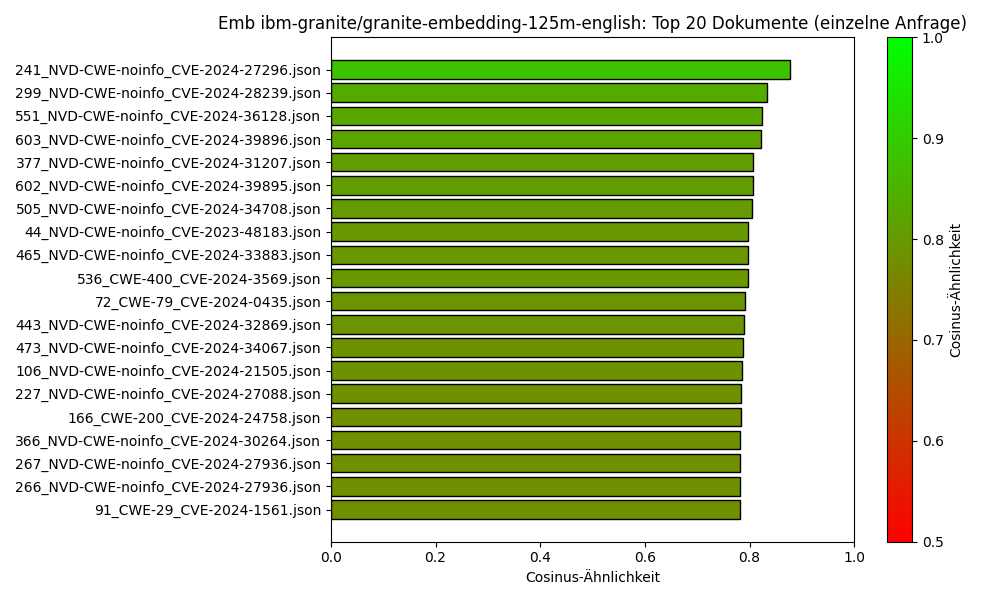 Emb ibm-granite/granite-embedding-125m-english: Top 20 Dokumente (einzelne Anfrage)
241_NVD-CWE-noinfo_CVE-2024-27296.json
299_NVD-CWE-noinfo_CVE-2024-28239.json
551_NVD-CWE-noinfo_CVE-2024-36128.json
603_NVD-CWE-noinfo_CVE-2024-39896.json
377_NVD-CWE-noinfo_CVE-2024-31207.json
602_NVD-CWE-noinfo_CVE-2024-39895.json
505_NVD-CWE-noinfo_CVE-2024-34708.json
44_NVD-CWE-noinfo_CVE-2023-48183.json
465_NVD-CWE-noinfo_CVE-2024-33883.json
536_CWE-400_CVE-2024-3569.json
72_CWE-79_CVE-2024-0435.json
443_NVD-CWE-noinfo_CVE-2024-32869.json
473_NVD-CWE-noinfo_CVE-2024-34067.json
106_NVD-CWE-noinfo_CVE-2024-21505.json
227_NVD-CWE-noinfo_CVE-2024-27088.json
166_CWE-200_CVE-2024-24758.json
366_NVD-CWE-noinfo_CVE-2024-30264.json
267_NVD-CWE-noinfo_CVE-2024-27936.json
266_NVD-CWE-noinfo_CVE-2024-27936.json
91_CWE-29_CVE-2024-1561.json
0.0 0.2 0.4 0.6 0.8 1.0
Cosinus-Ähnlichkeit
1.0
0.9
0.8
0.7
0.6
0.5
Cosinus-Ähnlichkeit